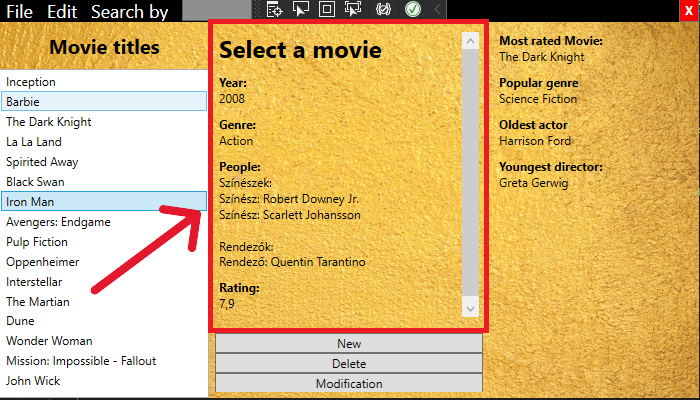 File Edit Search by
X
Movie titles
Inception
Barbie
The Dark Knight
La La Land
Spirited Away
Black Swan
Iron Man
Avengers: Endgame
Pulp Fiction
Oppenheimer
Interstellar
The Martian
Dune
Wonder Woman
Mission: Impossible - Fallout
John Wick
Select a movie
Year:
2008
Genre:
Action
People:
Színészek:
Színész: Robert Downey Jr.
Színész: Scarlett Johansson
Rendezők:
Rendező: Quentin Tarantino
Rating:
7,9
New
Delete
Modification
Most rated Movie:
The Dark Knight
Popular genre
Science Fiction
Oldest actor
Harrison Ford
Youngest director:
Greta Gerwig